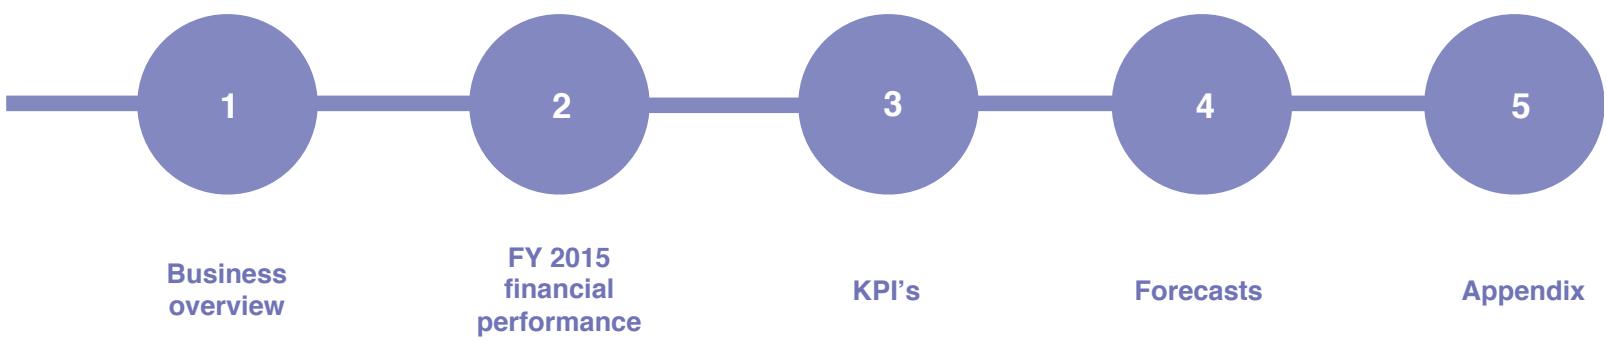 1
2
3
4
5
Business
overview
FY 2015
financial
performance
KPI's
Forecasts
Appendix